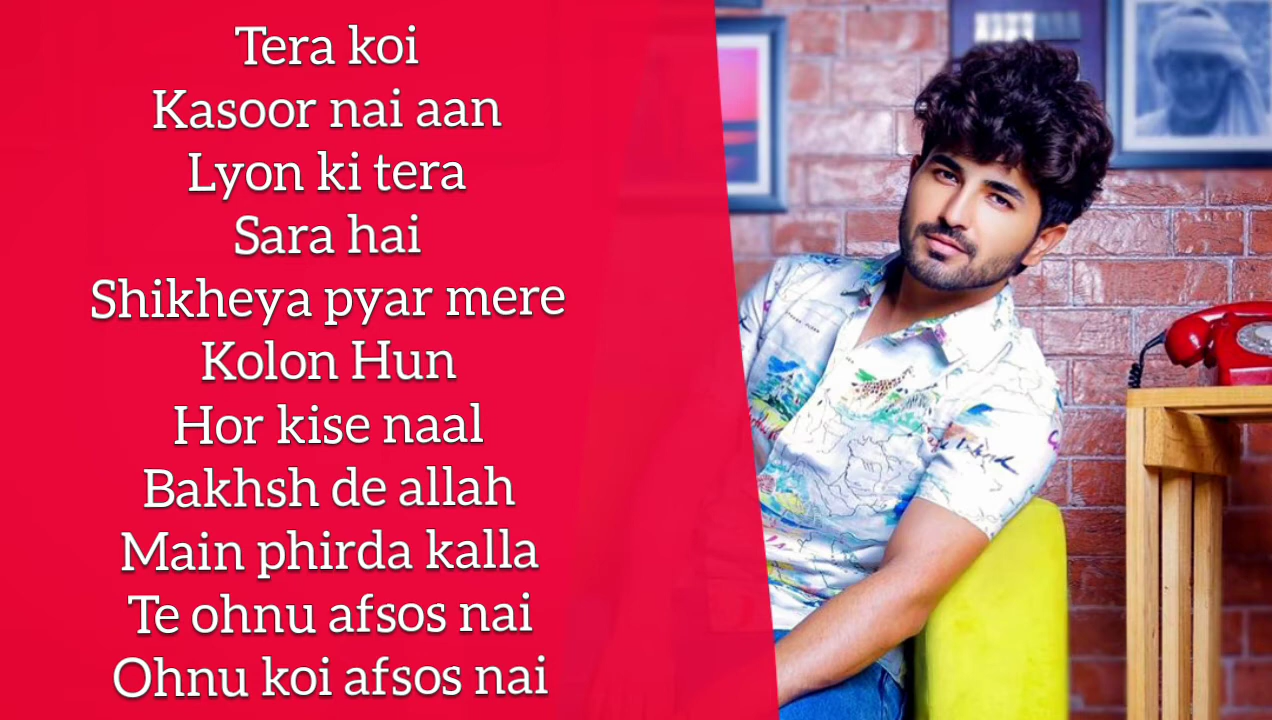 Tera koi
Kasoor nai aan
Lyon ki tera
Sara hai
Shikheya pyar mere
Kolon Hun
Hor kise naal
Bakhsh de allah
Main phirda kalla
Te ohnu afsos nai
Ohnu koi afsos nai